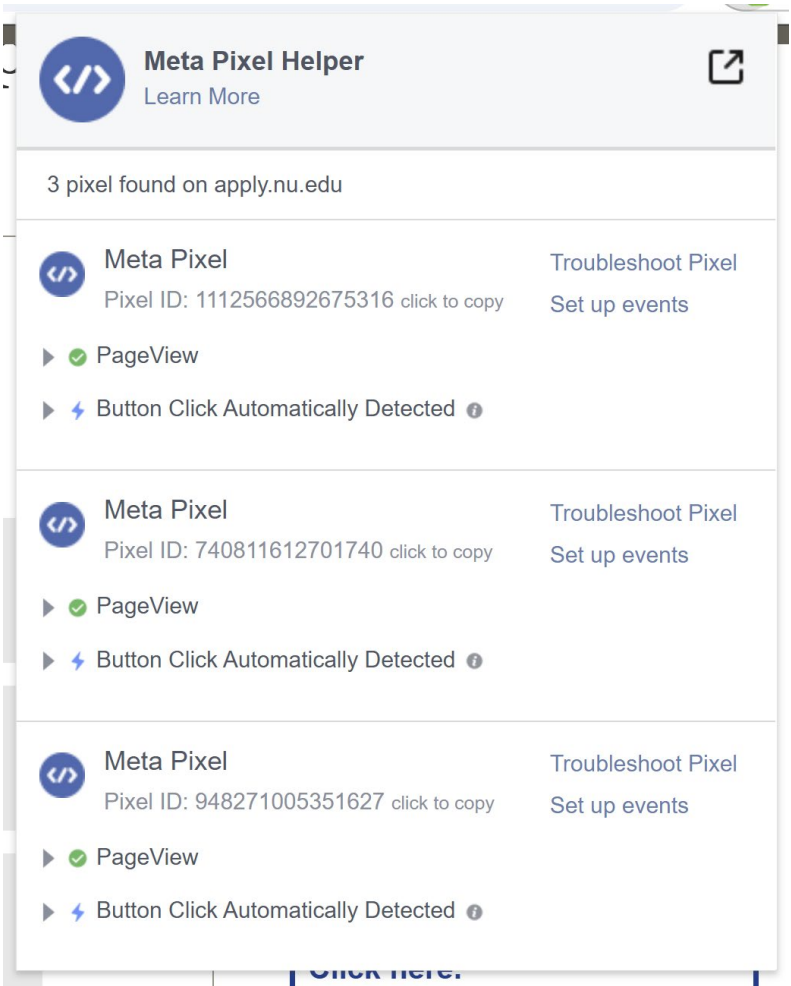 Meta Pixel Helper
Learn More
3 pixel found on apply.nu.edu
Meta Pixel
Troubleshoot Pixel
Pixel ID: 1112566892675316 click to copy
Set up events
PageView
Button Click Automatically Detected
Meta Pixel
Troubleshoot Pixel
Pixel ID: 740811612701740 click to copy
Set up events
PageView
Button Click Automatically Detected
Meta Pixel
Troubleshoot Pixel
Pixel ID: 948271005351627 click to copy
Set up events
PageView
Button Click Automatically Detected
Click here.